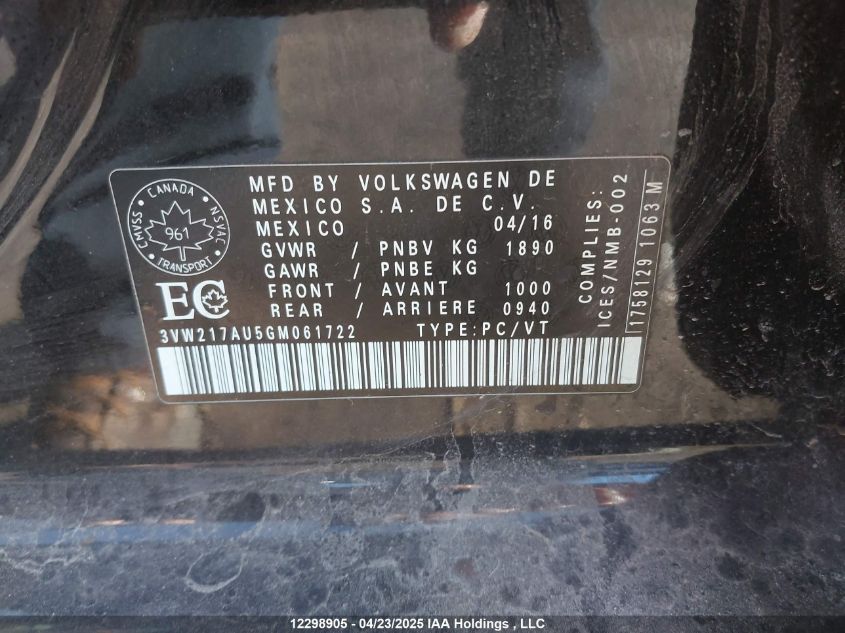 MFD BY VOLKSWAGEN DE
MEXICO S.A. DE C.V.
MEXICO 04/16
GVWR / PNBV KG 1890
GAWR / PNBE KG
FRONT / AVANT 1000
REAR / ARRIERE 0940
3VW217AU5GM061722 TYPE:PC/VT
CANADA
CMVSS NSVAC
961
TRANSPORT
EC
COMPLIES:
ICES/NMB-002
1758129 1063 M
12298905 - 04/23/2025 IAA Holdings , LLC